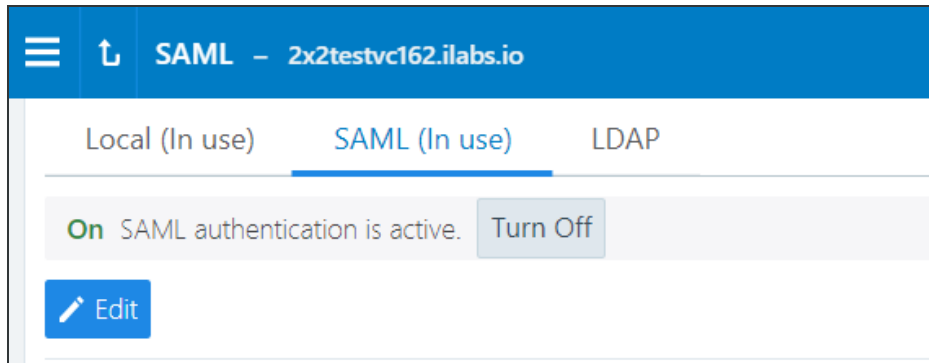 SAML – 2x2testvc162.ilabs.io
Local (In use) SAML (In use) LDAP
On SAML authentication is active. Turn Off
Edit